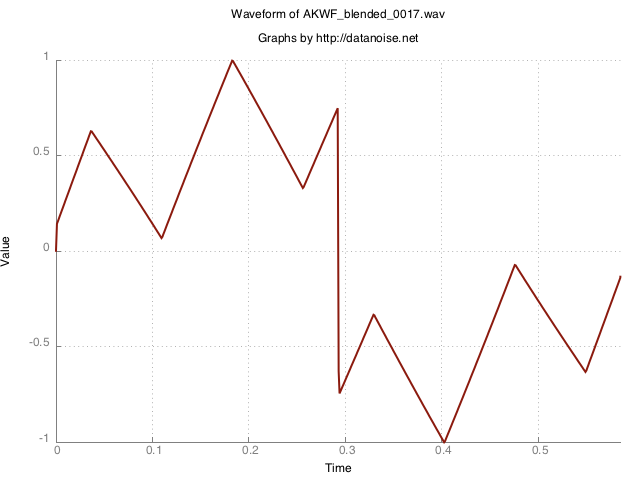 Waveform of AKWF_blended_0017.wav
Graphs by http://datanoise.net
1
0.5
0
-0.5
-1
Value
0 0.1 0.2 0.3 0.4 0.5
Time